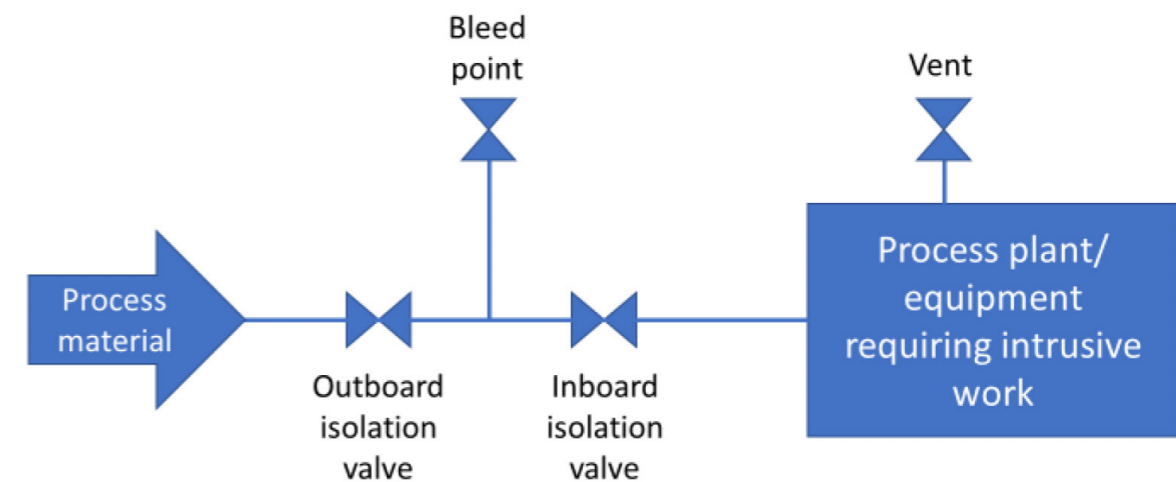 Bleed
point
Vent
Process
material
Process plant/
equipment
requiring intrusive
work
Outboard
isolation
valve
Inboard
isolation
valve